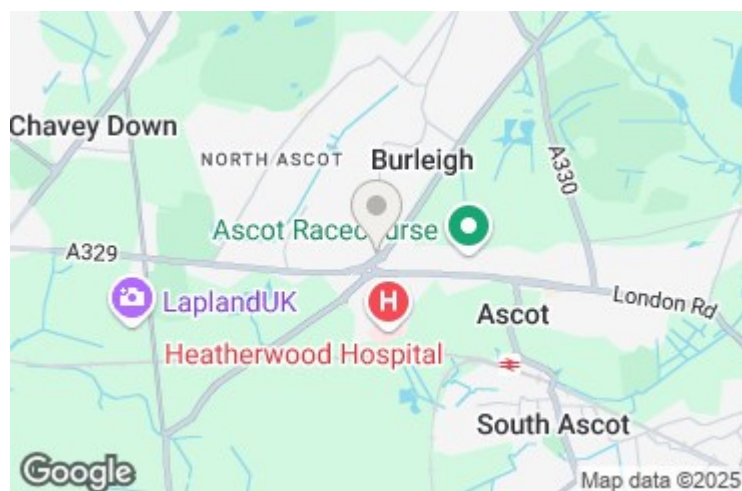 Chavey Down
NORTH ASCOT
Burleigh
A330
Ascot Racecourse
A329
LaplandUK
H
London Rd
Ascot
Heatherwood Hospital
South Ascot
Google
Map data ©2025